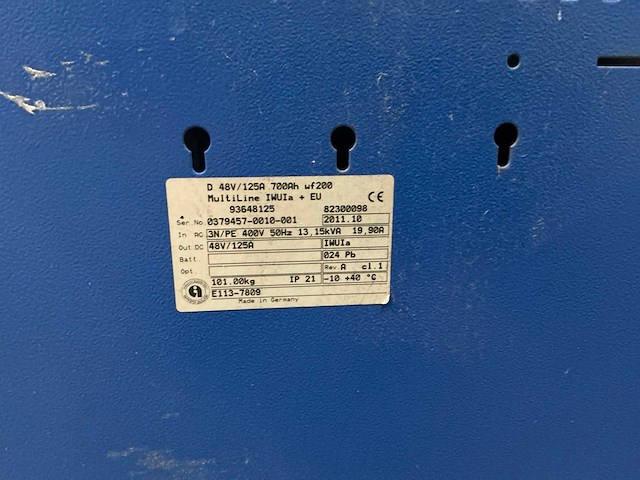 D 48V/125A 700Ah wf200
MultiLine IWUIa + EU CE
93648125 82300098
Ser.No. 0379457-0010-001 2011.10
In AC 3N/PE 400V 50Hz 13,15kVA 19,90A
Out DC 48V/125A IWUIa
Batt. 024 Pb
Opt. Rev. A cl.1
101.00kg IP 21 -10 +40 °C
E113-7809
Made in Germany